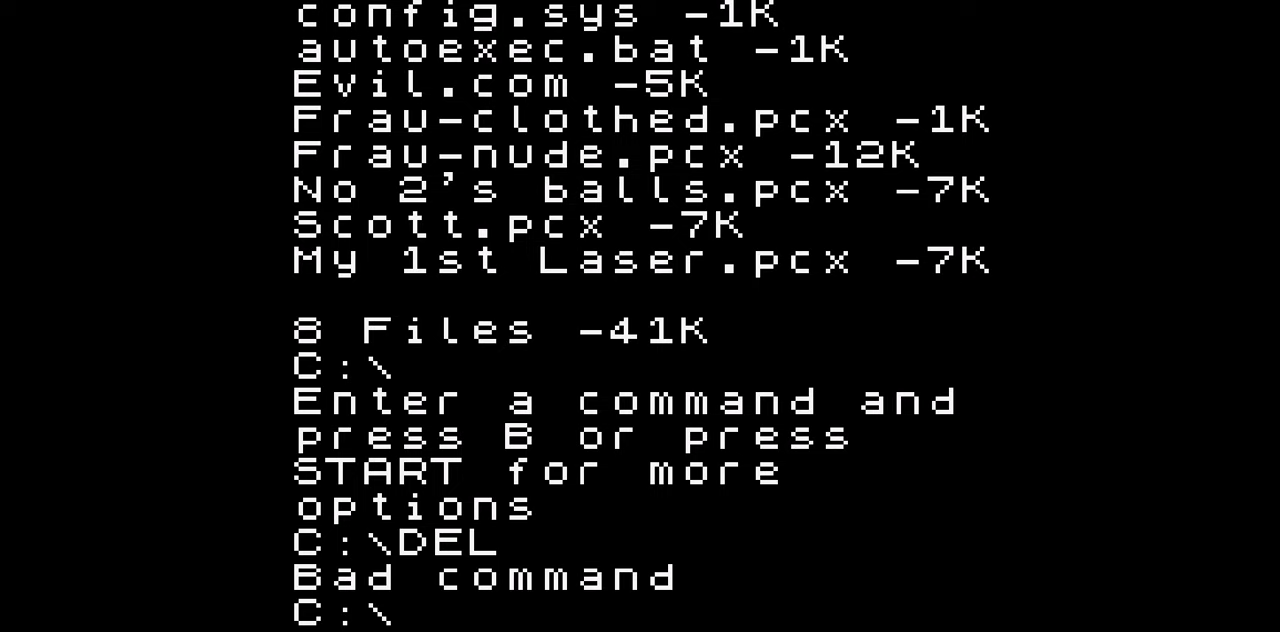 config.sys -1K
autoexec.bat -1K
Evil.com -5K
Frau-clothed.pcx -1K
Frau-nude.pcx -12K
No 2's balls.pcx -7K
Scott.pcx -7K
My 1st Laser.pcx -7K
8 Files -41K
C:\
Enter a command and
press B or press
START for more
options
C:\DEL
Bad command
C:\